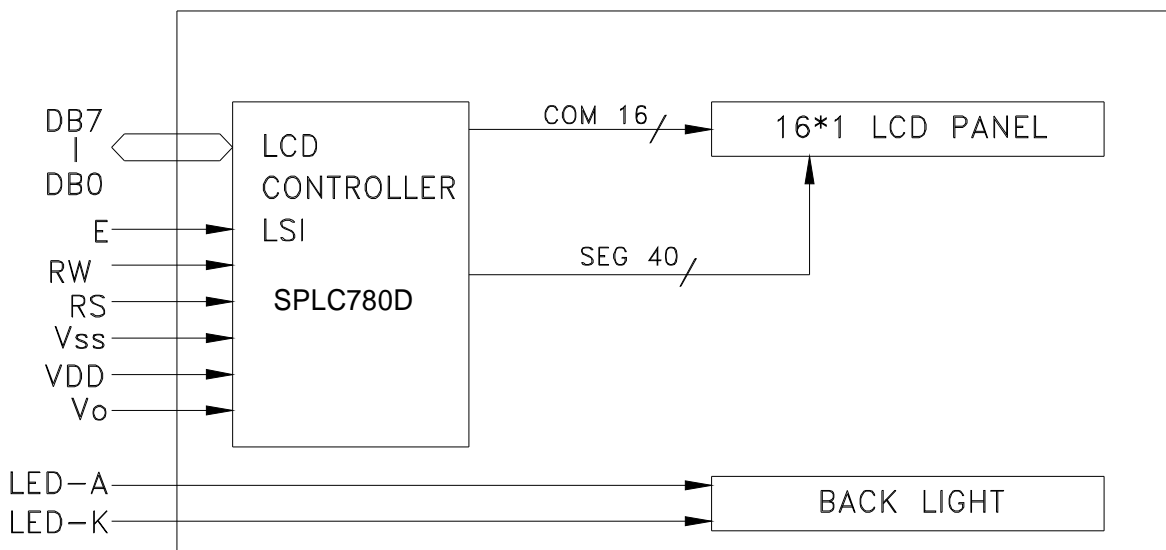 DB7
|
DB0
E
RW
RS
Vss
VDD
Vo
LED-A
LED-K
LCD
CONTROLLER
LSI
SPLC780D
COM 16
SEG 40
16*1 LCD PANEL
BACK LIGHT